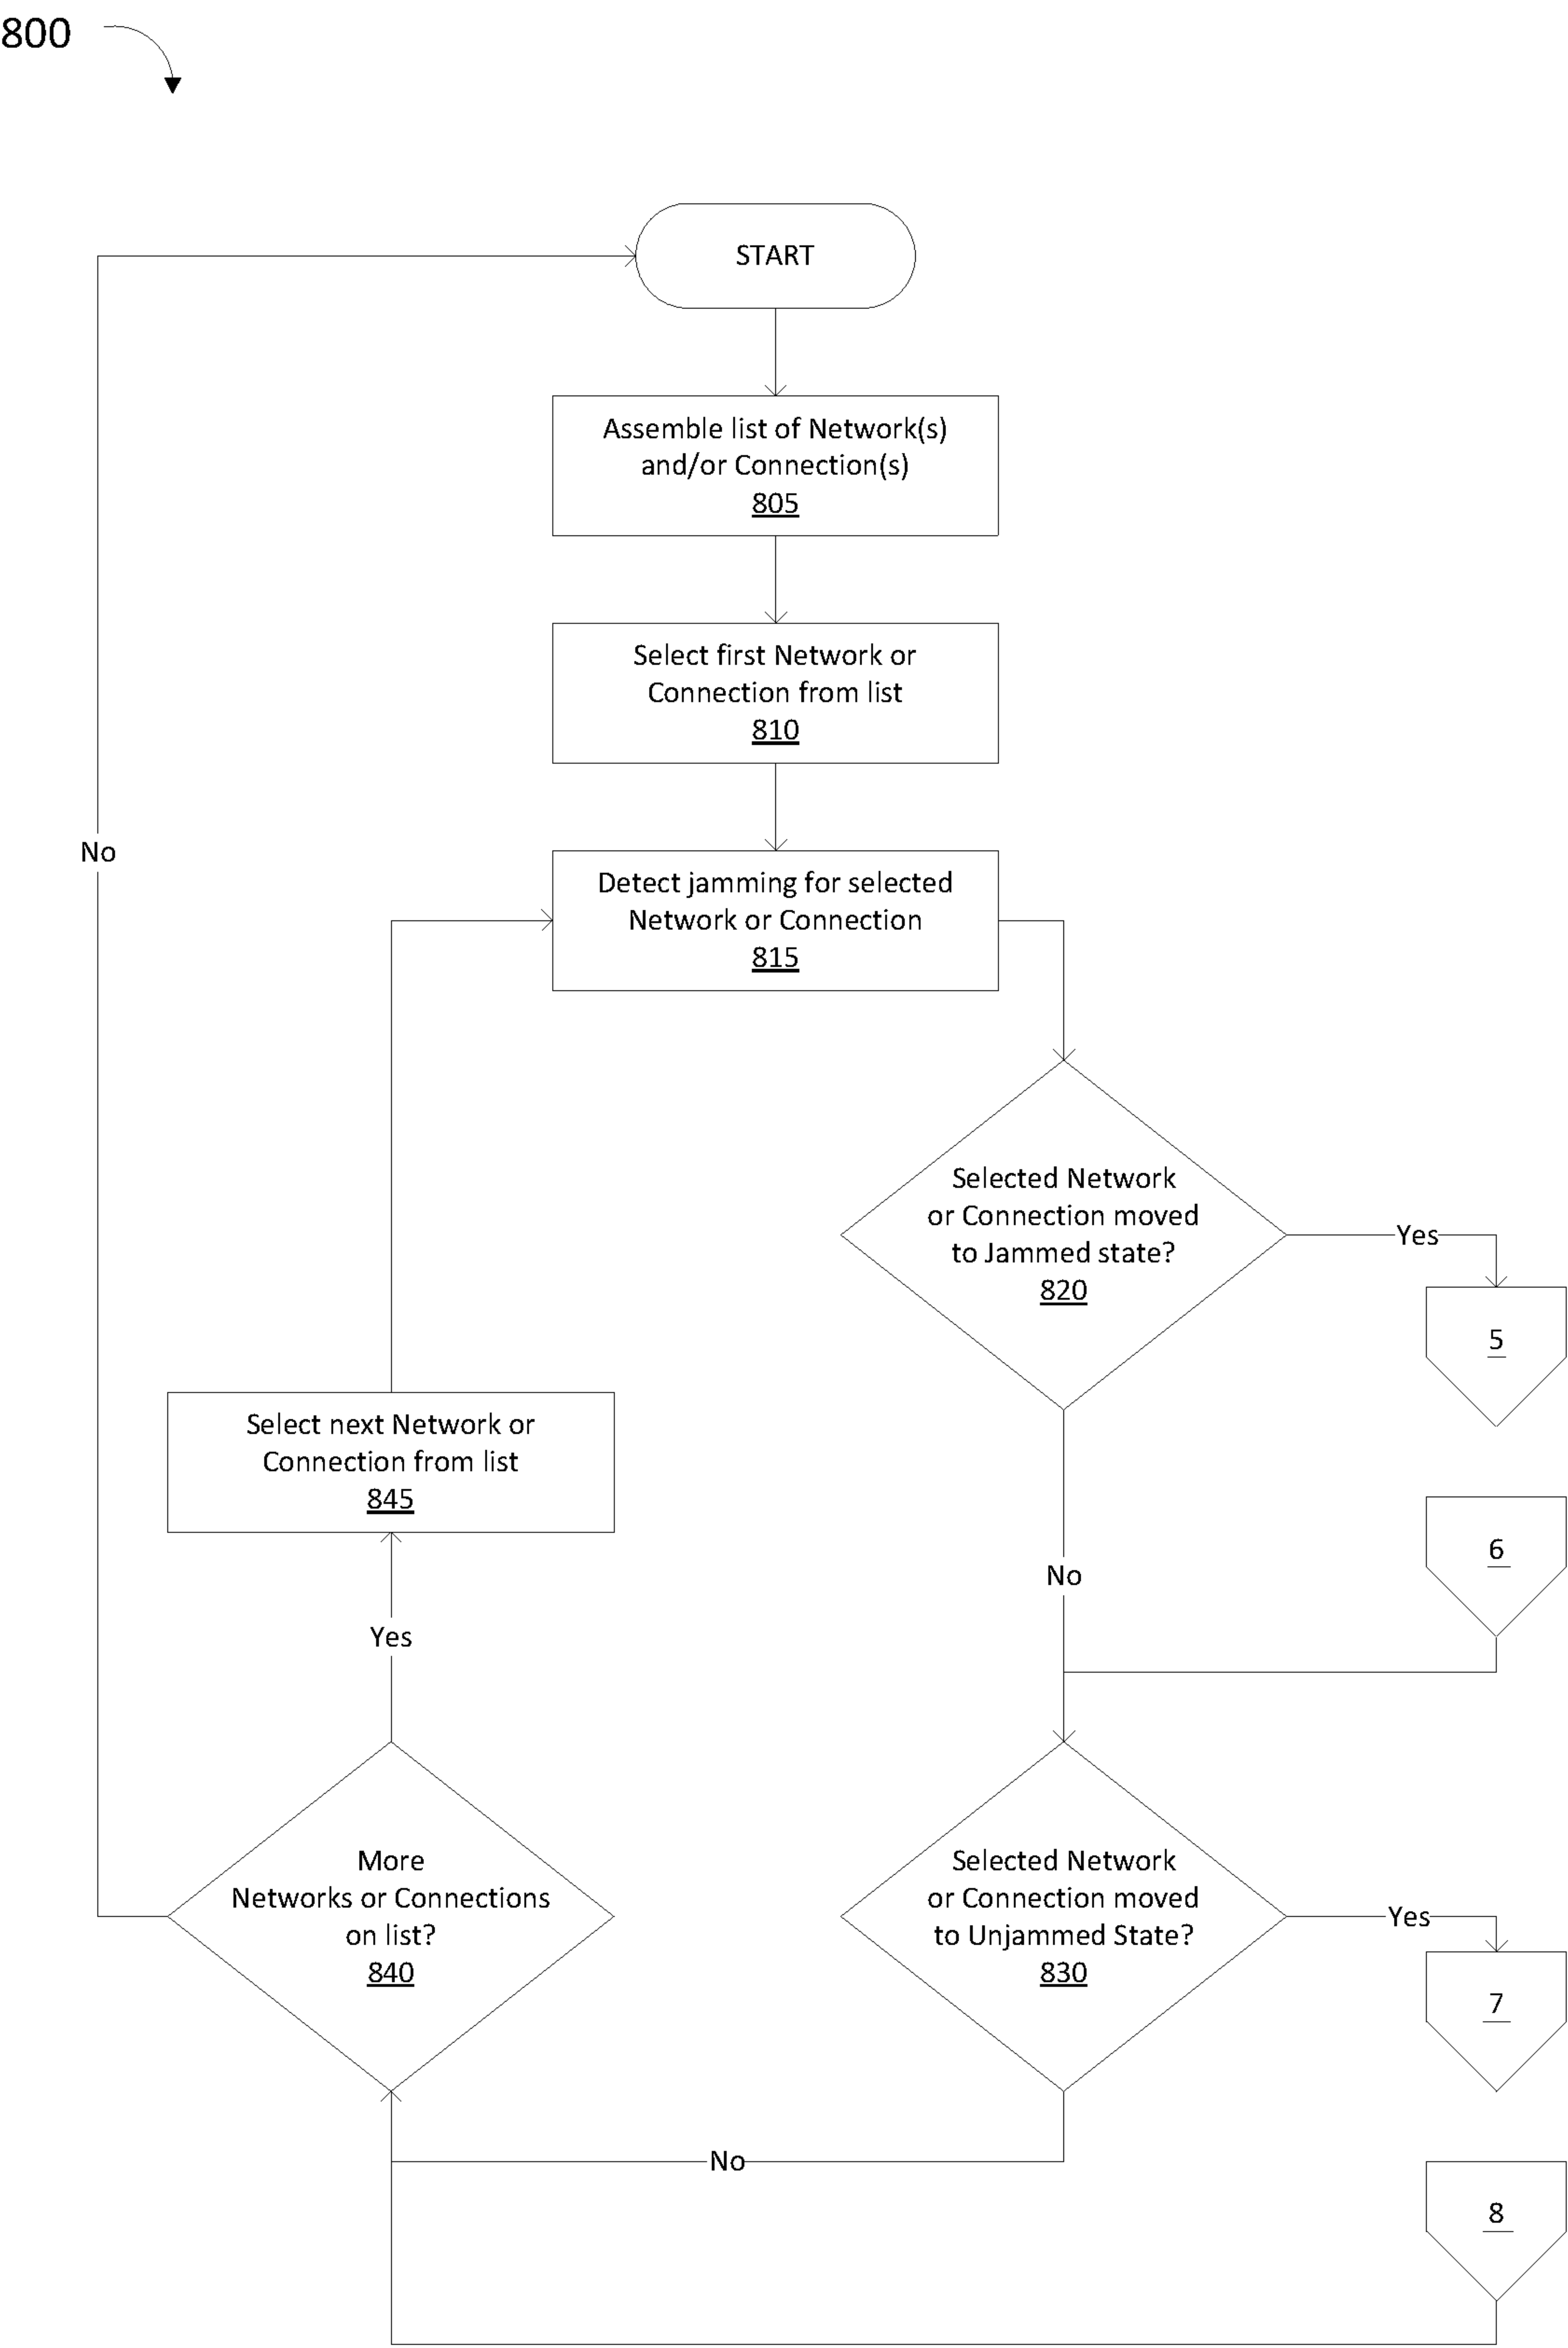 800
START
Assemble list of Network(s)
and/or Connection(s)
805
Select first Network or
Connection from list
810
No
Detect jamming for selected
Network or Connection
815
Selected Network
or Connection moved
to Jammed state?
820
Yes
5
Select next Network or
Connection from list
845
6
No
Yes
More
Networks or Connections
on list?
840
Selected Network
or Connection moved
to Unjammed State?
830
Yes
7
No
8